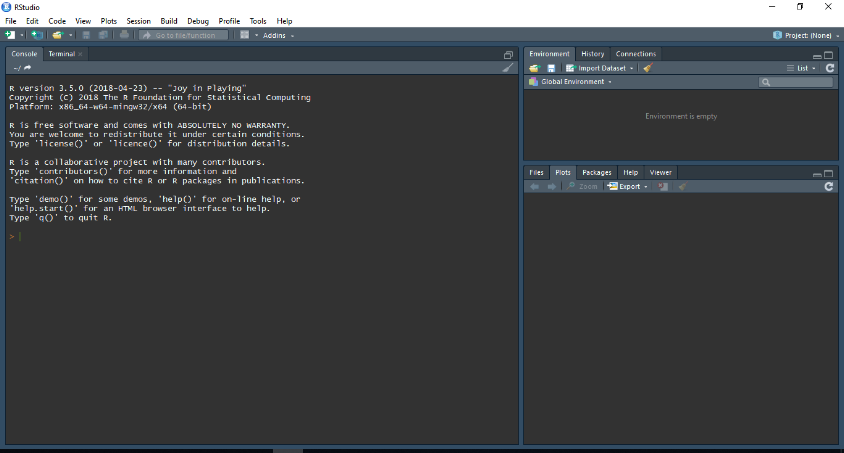 RStudio
File Edit Code View Plots Session Build Debug Profile Tools Help
Go to file/function Addins Project: (None)
Console Terminal
~/
R version 3.5.0 (2018-04-23) -- "Joy in Playing"
Copyright (C) 2018 The R Foundation for Statistical Computing
Platform: x86_64-w64-mingw32/x64 (64-bit)
R is free software and comes with ABSOLUTELY NO WARRANTY.
You are welcome to redistribute it under certain conditions.
Type 'license()' or 'licence()' for distribution details.
R is a collaborative project with many contributors.
Type 'contributors()' for more information and
'citation()' on how to cite R or R packages in publications.
Type 'demo()' for some demos, 'help()' for on-line help, or
'help.start()' for an HTML browser interface to help.
Type 'q()' to quit R.
>
Environment History Connections
Import Dataset List
Global Environment
Environment is empty
Files Plots Packages Help Viewer
Zoom Export